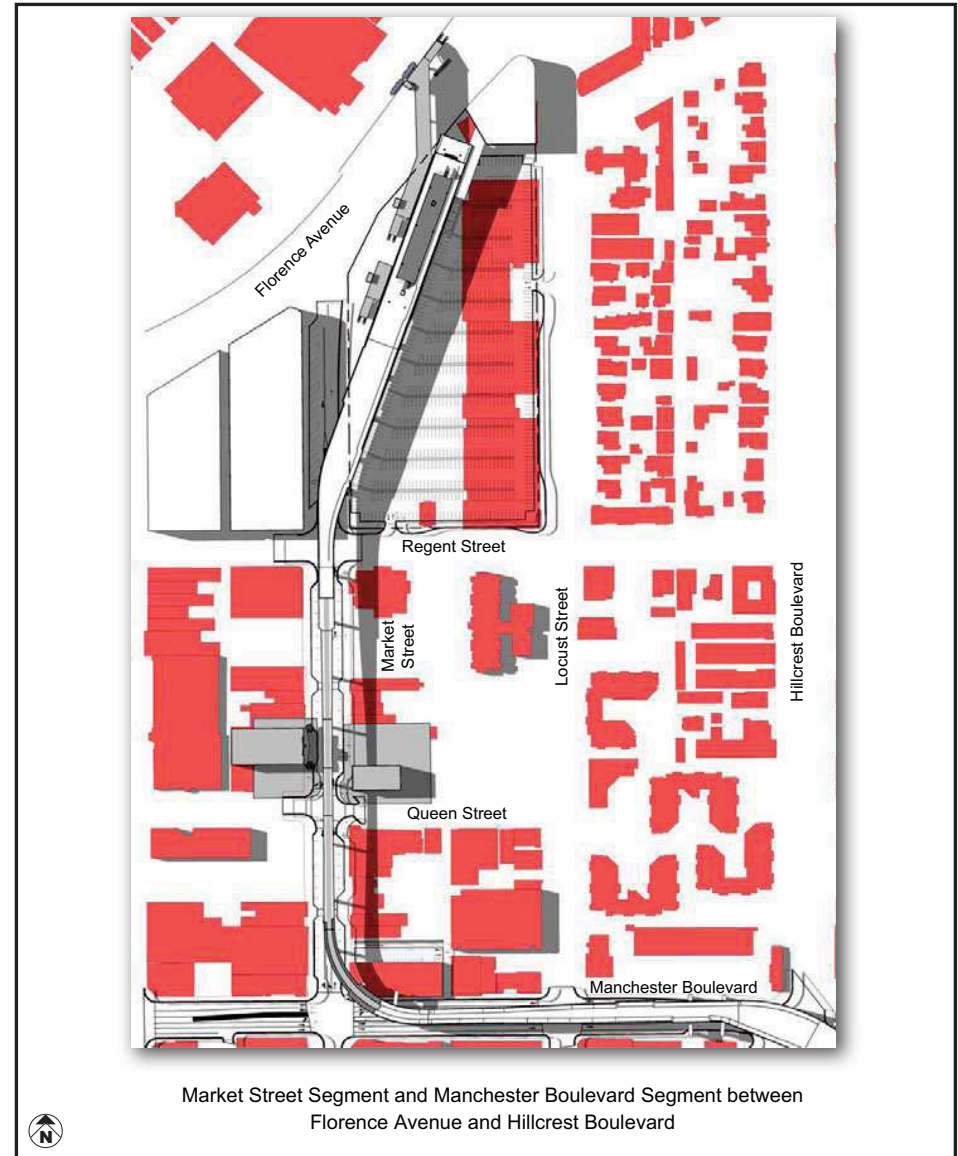 Florence Avenue
Regent Street
Market
Street
Locust Street
Hillcrest Boulevard
Queen Street
Manchester Boulevard
Market Street Segment and Manchester Boulevard Segment between
Florence Avenue and Hillcrest Boulevard
N